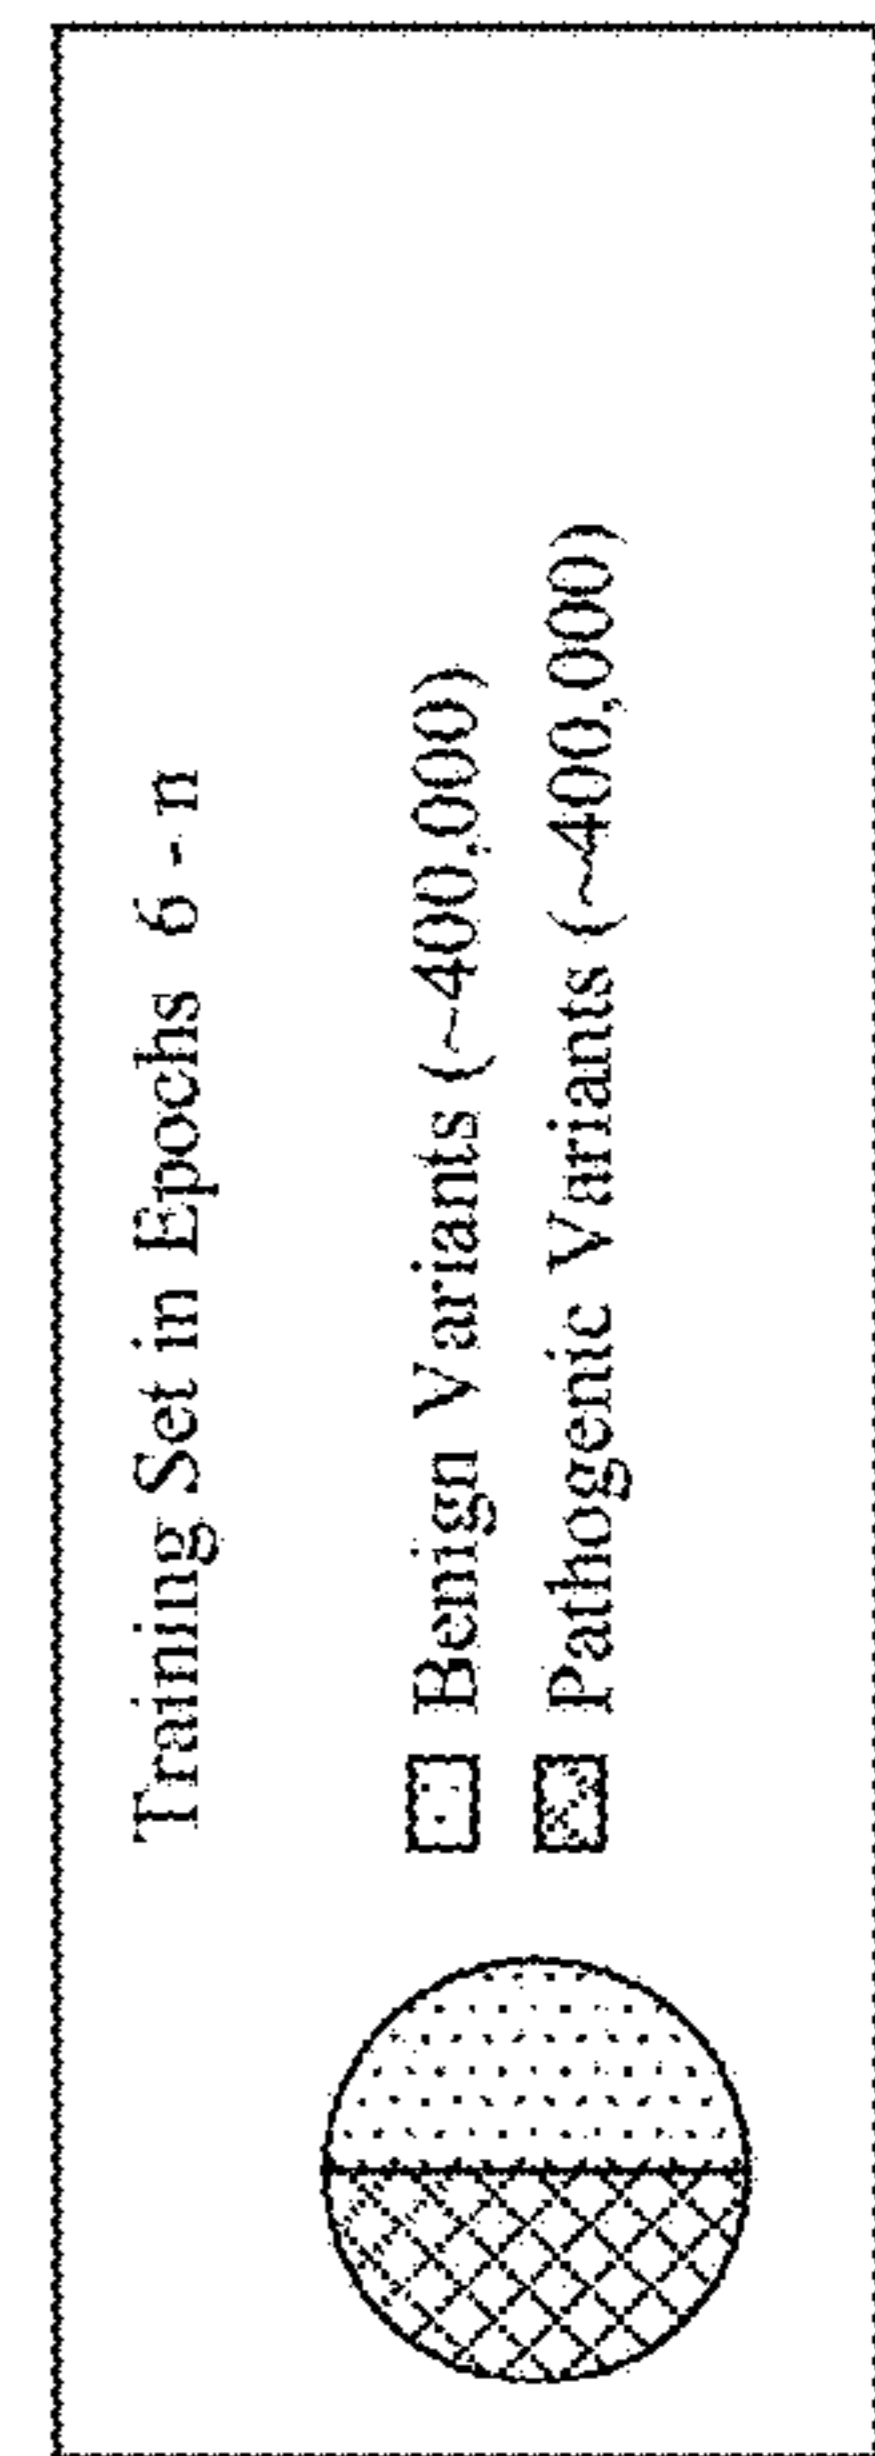 Training Set in Epochs 6 - n
Benign Variants (~400,000)
Pathogenic Variants (~400,000)